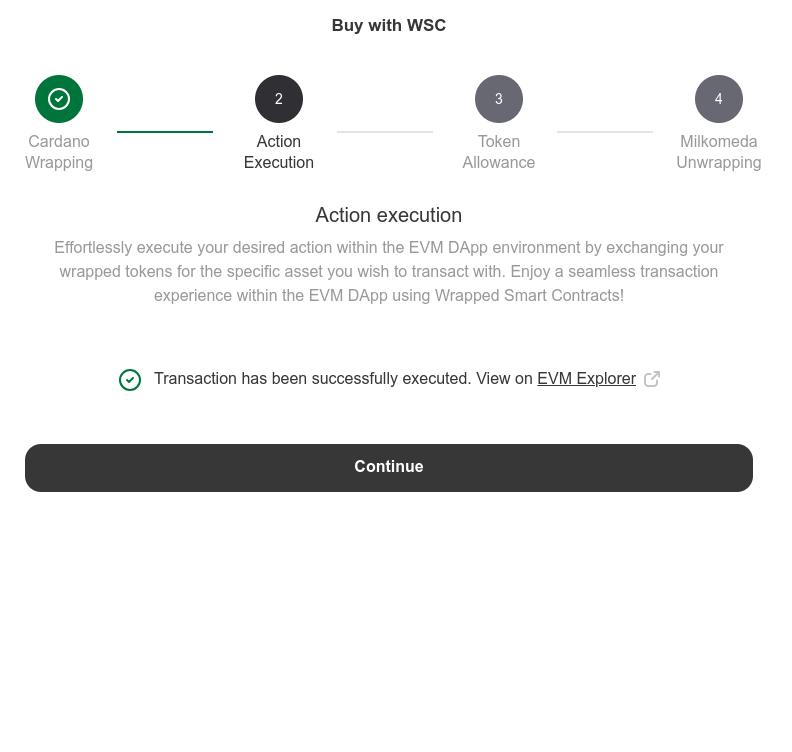 Buy with WSC
2
3
4
Cardano
Wrapping
Action
Execution
Token
Allowance
Milkomeda
Unwrapping
Action execution
Effortlessly execute your desired action within the EVM DApp environment by exchanging your
wrapped tokens for the specific asset you wish to transact with. Enjoy a seamless transaction
experience within the EVM DApp using Wrapped Smart Contracts!
Transaction has been successfully executed. View on EVM Explorer
Continue